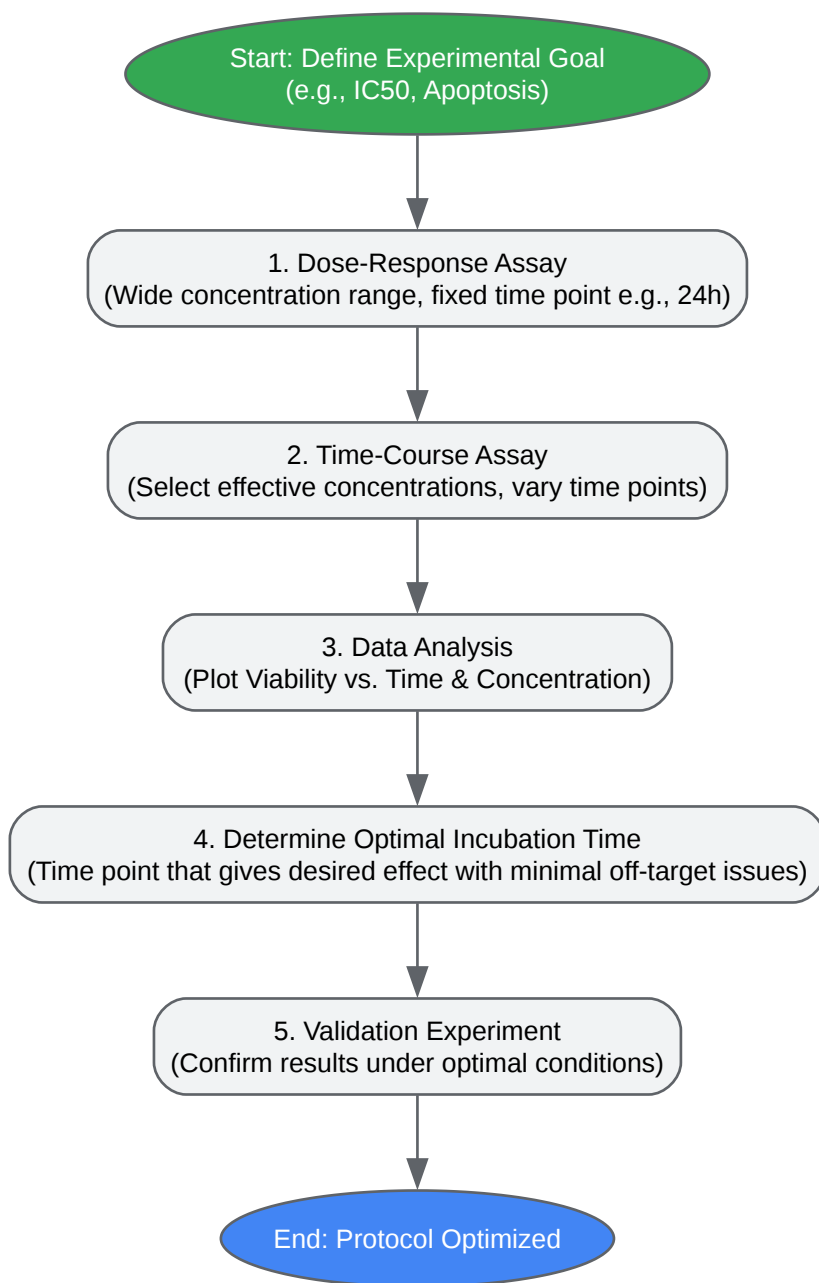 Start: Define Experimental Goal
(e.g., IC50, Apoptosis)
1. Dose-Response Assay
(Wide concentration range, fixed time point e.g., 24h)
2. Time-Course Assay
(Select effective concentrations, vary time points)
3. Data Analysis
(Plot Viability vs. Time & Concentration)
4. Determine Optimal Incubation Time
(Time point that gives desired effect with minimal off-target issues)
5. Validation Experiment
(Confirm results under optimal conditions)
End: Protocol Optimized